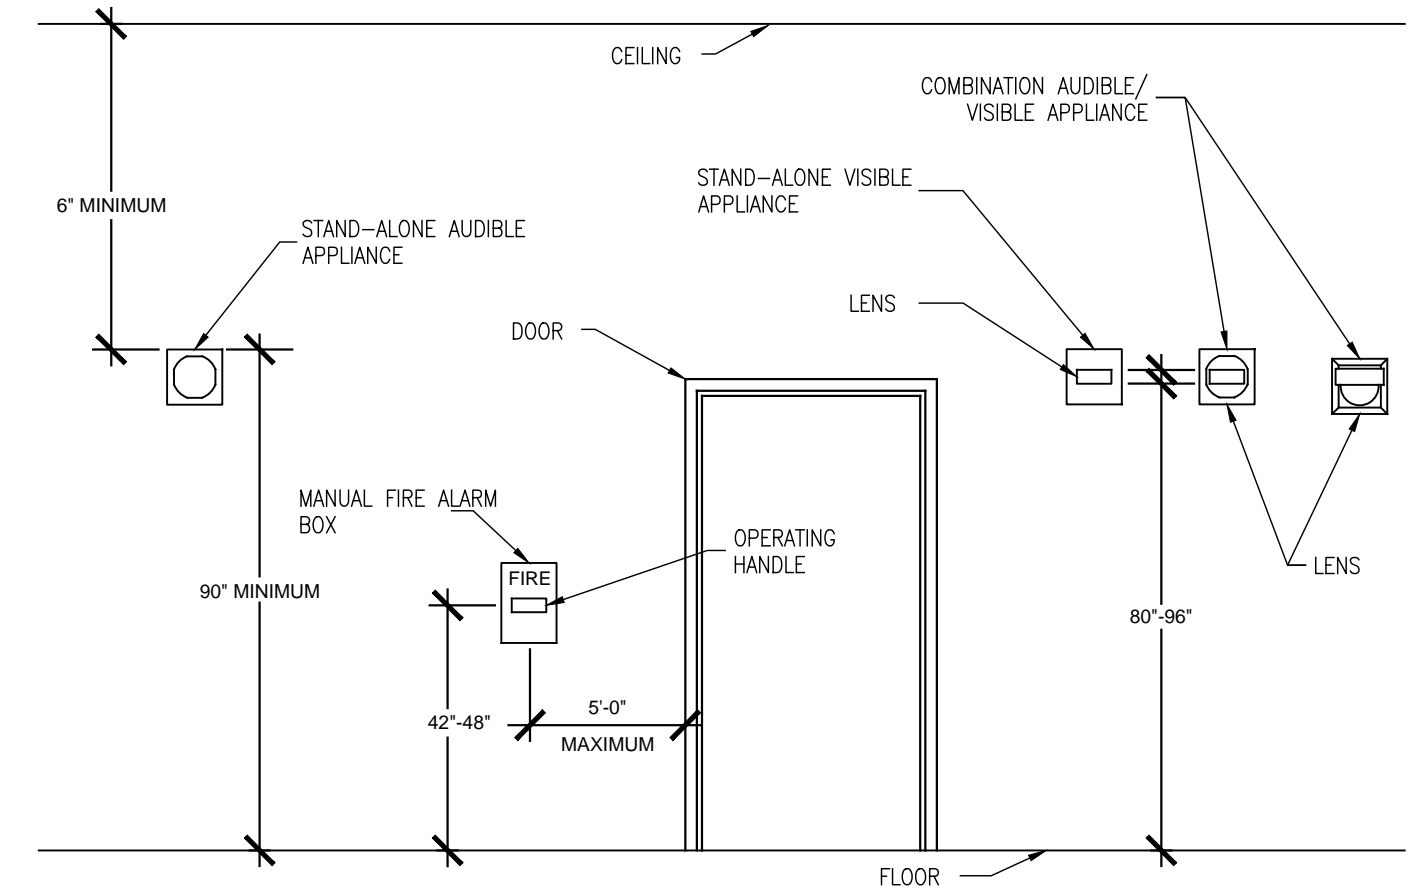 CEILING
COMBINATION AUDIBLE/
VISIBLE APPLIANCE
STAND-ALONE VISIBLE
APPLIANCE
6" MINIMUM
STAND-ALONE AUDIBLE
APPLIANCE
LENS
DOOR
MANUAL FIRE ALARM
BOX
OPERATING
HANDLE
FIRE
LENS
90" MINIMUM
80"-96"
5'-0"
42"-48"
MAXIMUM
FLOOR